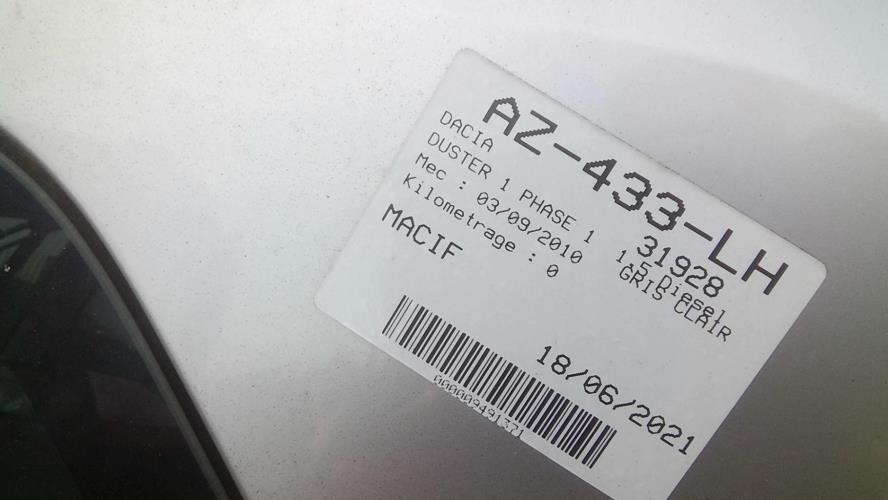 AZ-433-LH
DACIA 31928
DUSTER 1 PHASE 1 1.5 Diesel
Mec : 03/09/2010 GRIS CLAIR
Kilometrage : 0
MACIF
18/06/2021